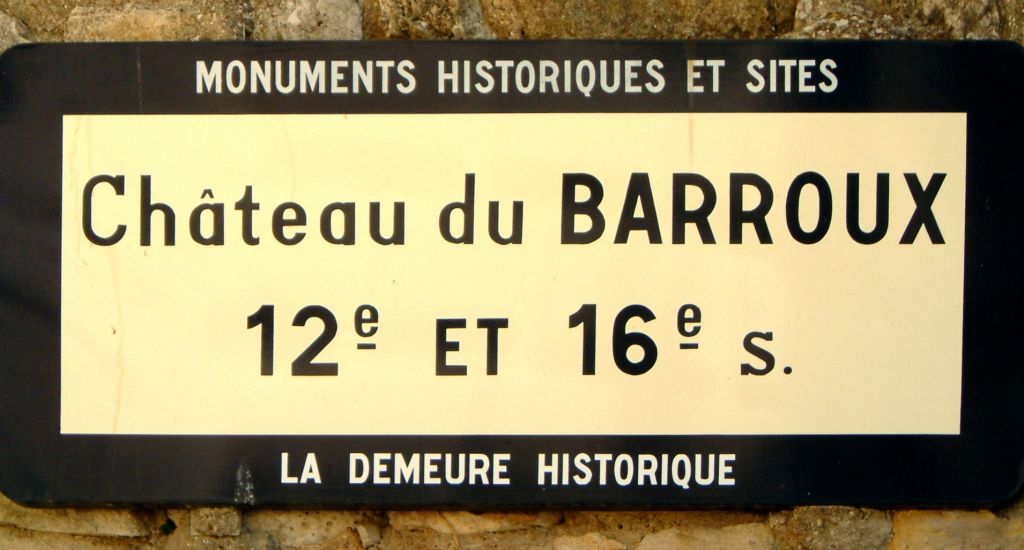 MONUMENTS HISTORIQUES ET SITES
Château du BARROUX
12e ET 16e s.
LA DEMEURE HISTORIQUE